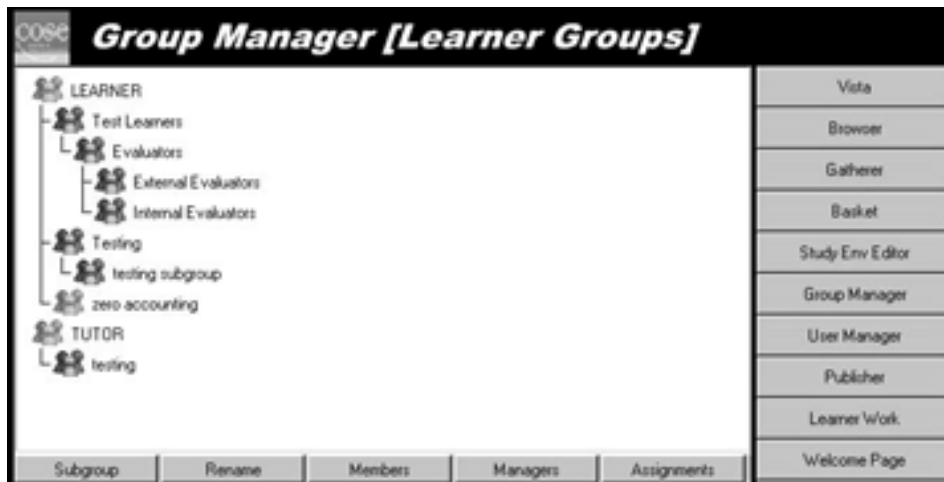 cose
Group Manager [Learner Groups]
LEARNER
Test Learners
Evaluators
External Evaluators
Internal Evaluators
Testing
testing subgroup
zero accounting
TUTOR
testing
Subgroup
Rename
Members
Managers
Assignments
Vista
Browser
Gatherer
Basket
Study Env Editor
Group Manager
User Manager
Publisher
Learner Work
Welcome Page